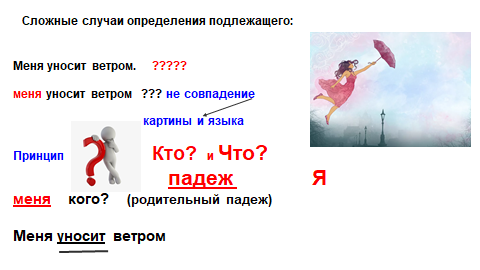 Сложные случаи определения подлежащего:
Меня уносит ветром. ?????
меня уносит ветром ??? не совпадение
картины и языка
Принцип ? Кто? и Что?
падеж Я
меня кого? (родительный падеж)
Меня уносит ветром